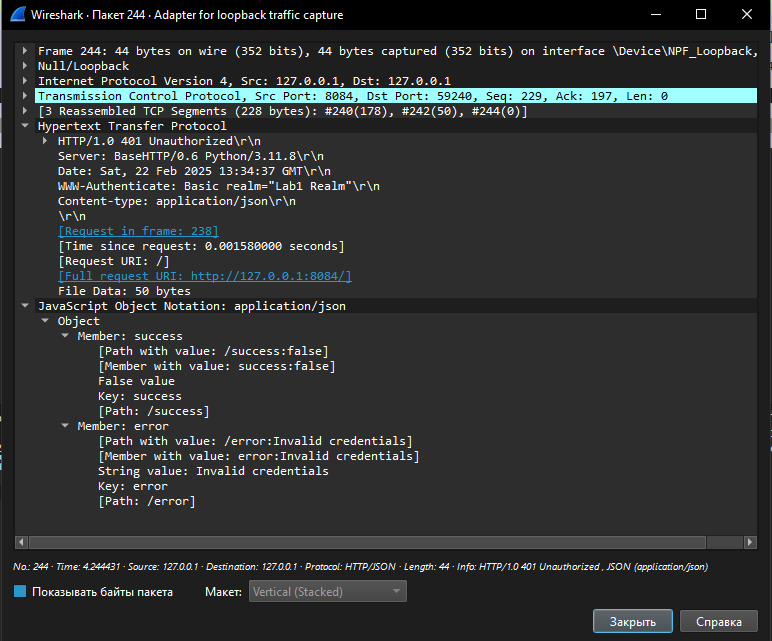 Wireshark · Пакет 244 · Adapter for loopback traffic capture
Frame 244: 44 bytes on wire (352 bits), 44 bytes captured (352 bits) on interface \Device\NPF_Loopback,
Null/Loopback
Internet Protocol Version 4, Src: 127.0.0.1, Dst: 127.0.0.1
Transmission Control Protocol, Src Port: 8084, Dst Port: 59240, Seq: 229, Ack: 197, Len: 0
[3 Reassembled TCP Segments (228 bytes): #240(178), #242(50), #244(0)]
Hypertext Transfer Protocol
HTTP/1.0 401 Unauthorized\r\n
Server: BaseHTTP/0.6 Python/3.11.8\r\n
Date: Sat, 22 Feb 2025 13:34:37 GMT\r\n
WWW-Authenticate: Basic realm="Lab1 Realm"\r\n
Content-type: application/json\r\n
\r\n
[Request in frame: 238]
[Time since request: 0.001580000 seconds]
[Request URI: /]
[Full request URI: http://127.0.0.1:8084/]
File Data: 50 bytes
JavaScript Object Notation: application/json
Object
Member: success
[Path with value: /success:false]
[Member with value: success:false]
False value
Key: success
[Path: /success]
Member: error
[Path with value: /error:Invalid credentials]
[Member with value: error:Invalid credentials]
String value: Invalid credentials
Key: error
[Path: /error]
No.: 244 · Time: 4.244431 · Source: 127.0.0.1 · Destination: 127.0.0.1 · Protocol: HTTP/JSON · Length: 44 · Info: HTTP/1.0 401 Unauthorized , JSON (application/json)
Показывать байты пакета Макет: Vertical (Stacked)
Закрыть Справка